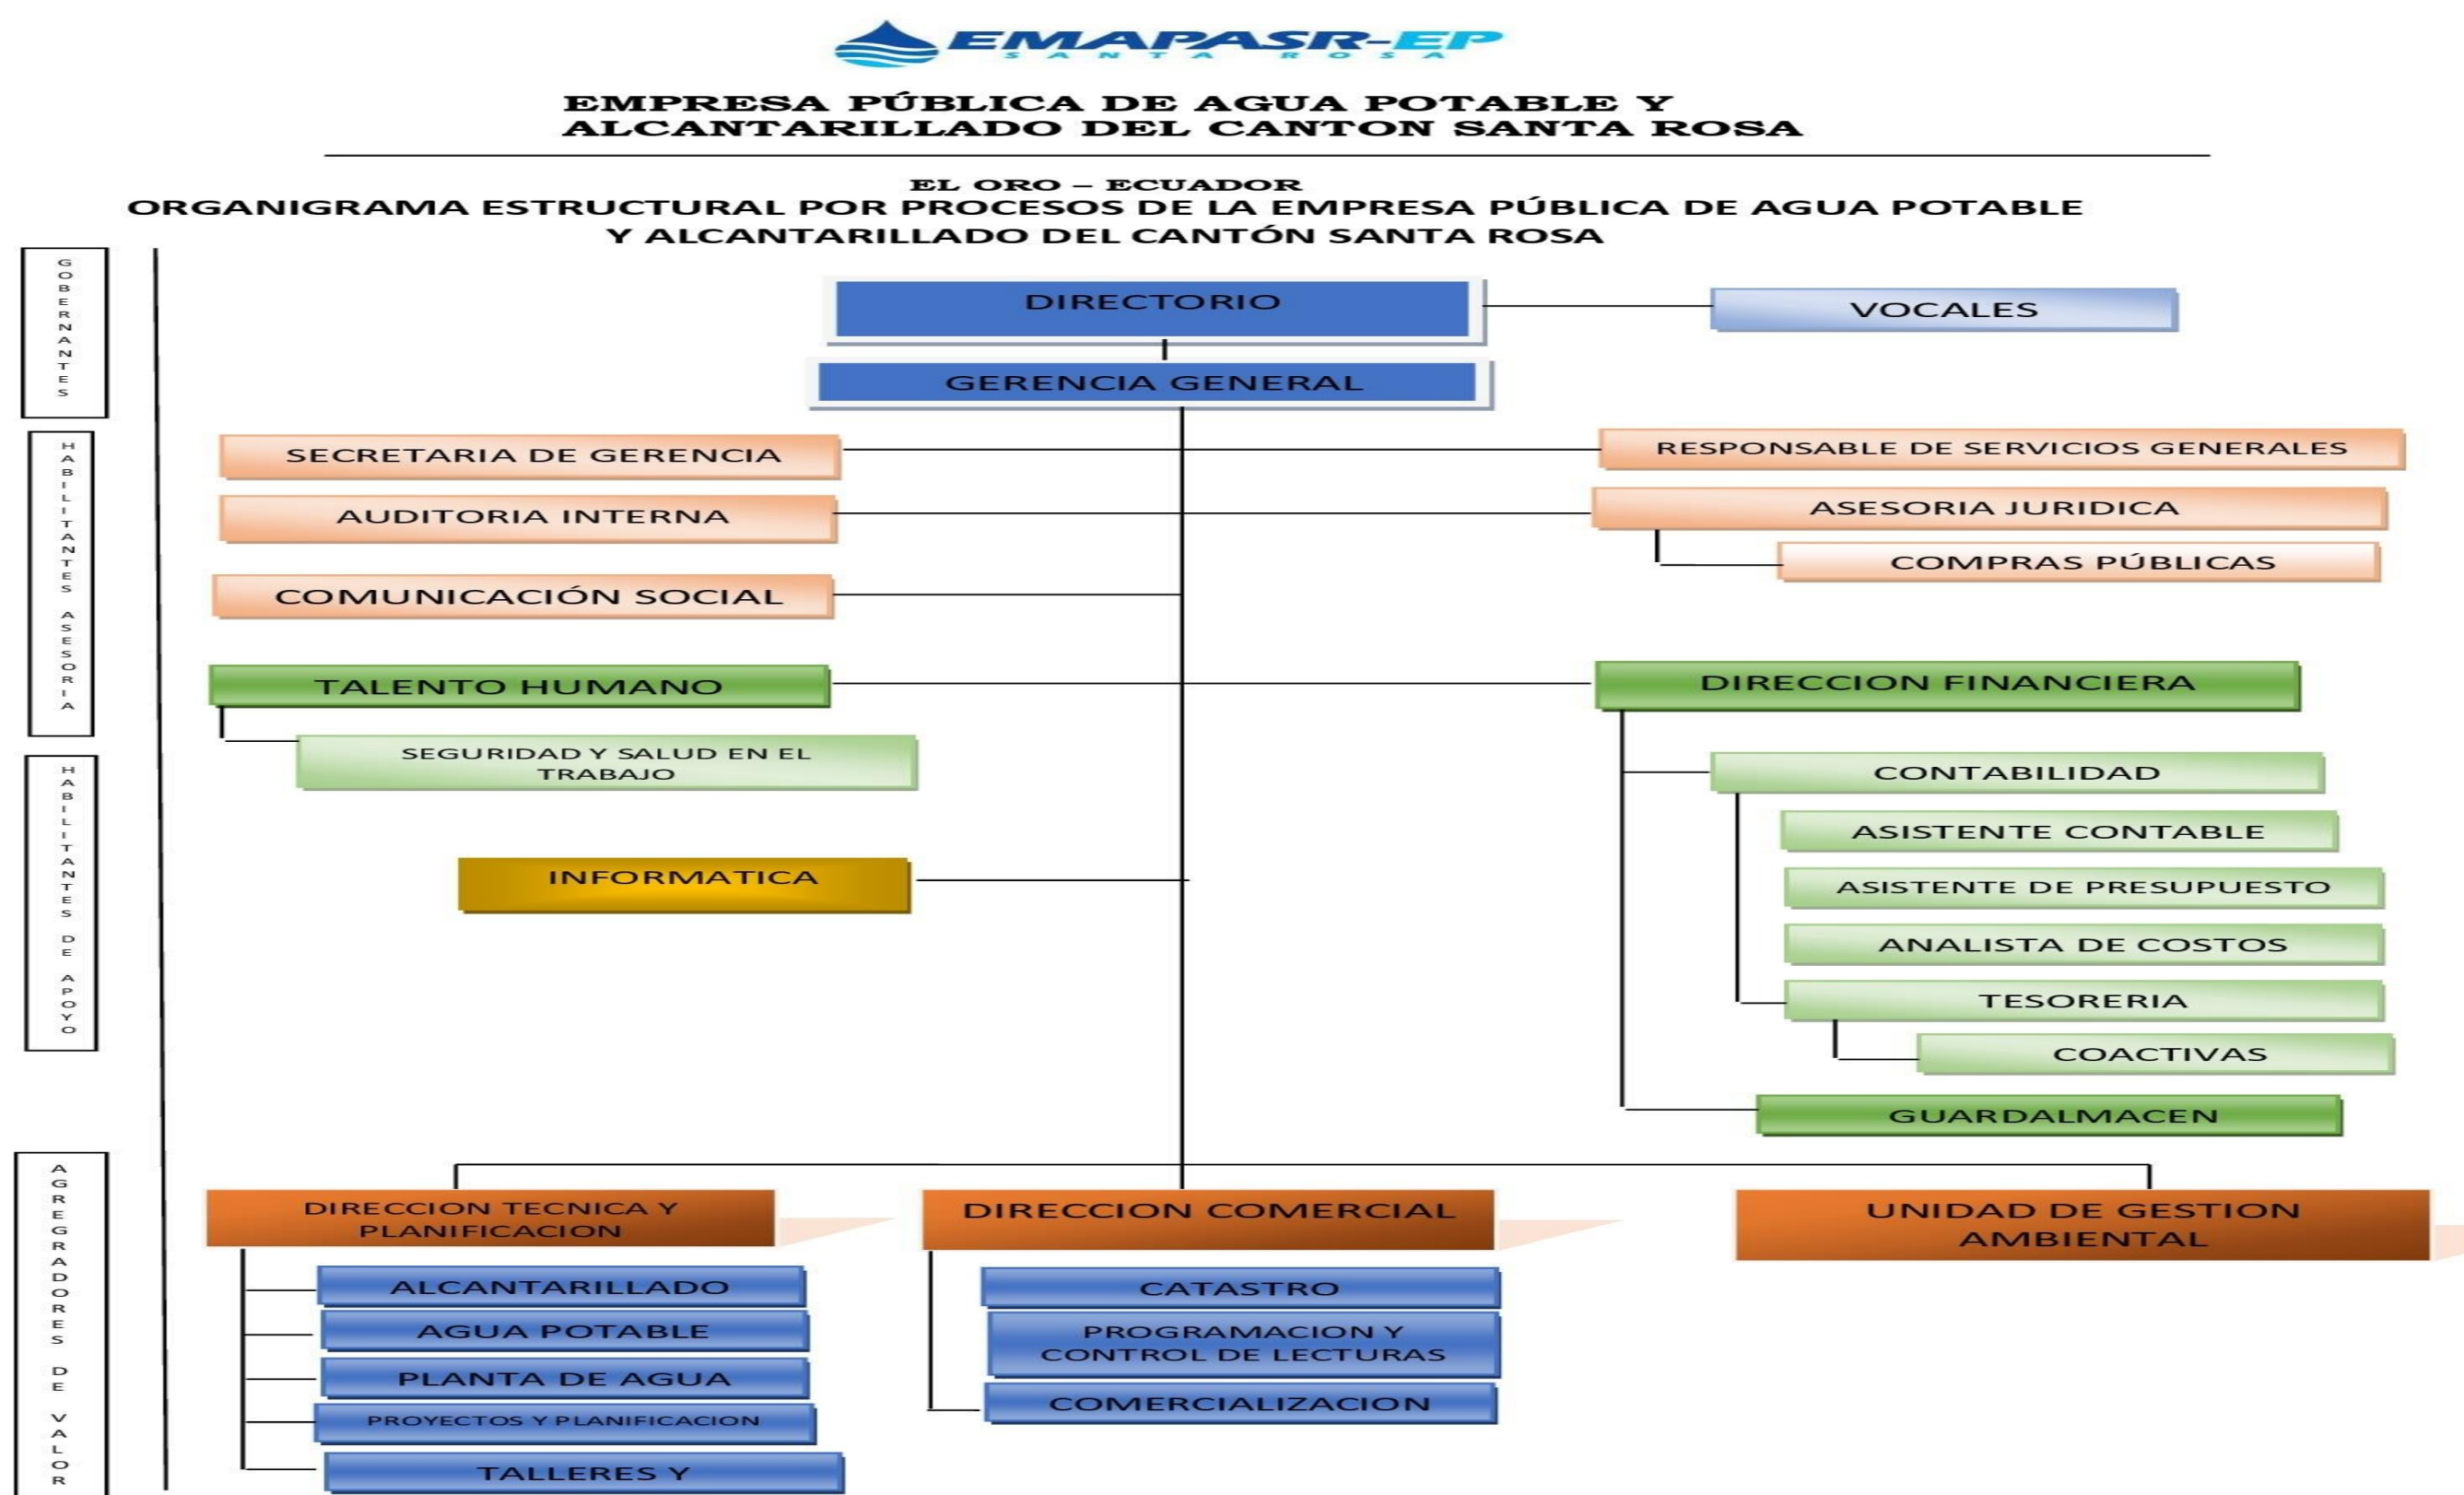 EMAPASR-EP
SANTA ROSA
EMPRESA PÚBLICA DE AGUA POTABLE Y
ALCANTARILLADO DEL CANTON SANTA ROSA
EL ORO – ECUADOR
ORGANIGRAMA ESTRUCTURAL POR PROCESOS DE LA EMPRESA PÚBLICA DE AGUA POTABLE
Y ALCANTARILLADO DEL CANTÓN SANTA ROSA
GOBERNANTES
DIRECTORIO
VOCALES
GERENCIA GENERAL
HABILITANTES ASESORIA
SECRETARIA DE GERENCIA
RESPONSABLE DE SERVICIOS GENERALES
AUDITORIA INTERNA
ASESORIA JURIDICA
COMPRAS PÚBLICAS
COMUNICACIÓN SOCIAL
TALENTO HUMANO
DIRECCION FINANCIERA
HABILITANTES DE APOYO
SEGURIDAD Y SALUD EN EL
TRABAJO
CONTABILIDAD
ASISTENTE CONTABLE
INFORMATICA
ASISTENTE DE PRESUPUESTO
ANALISTA DE COSTOS
TESORERIA
COACTIVAS
GUARDALMACEN
AGREGRADORES DE VALOR
DIRECCION TECNICA Y
PLANIFICACION
ALCANTARILLADO
AGUA POTABLE
PLANTA DE AGUA
PROYECTOS Y PLANIFICACION
TALLERES Y
DIRECCION COMERCIAL
CATASTRO
PROGRAMACION Y
CONTROL DE LECTURAS
COMERCIALIZACION
UNIDAD DE GESTION
AMBIENTAL